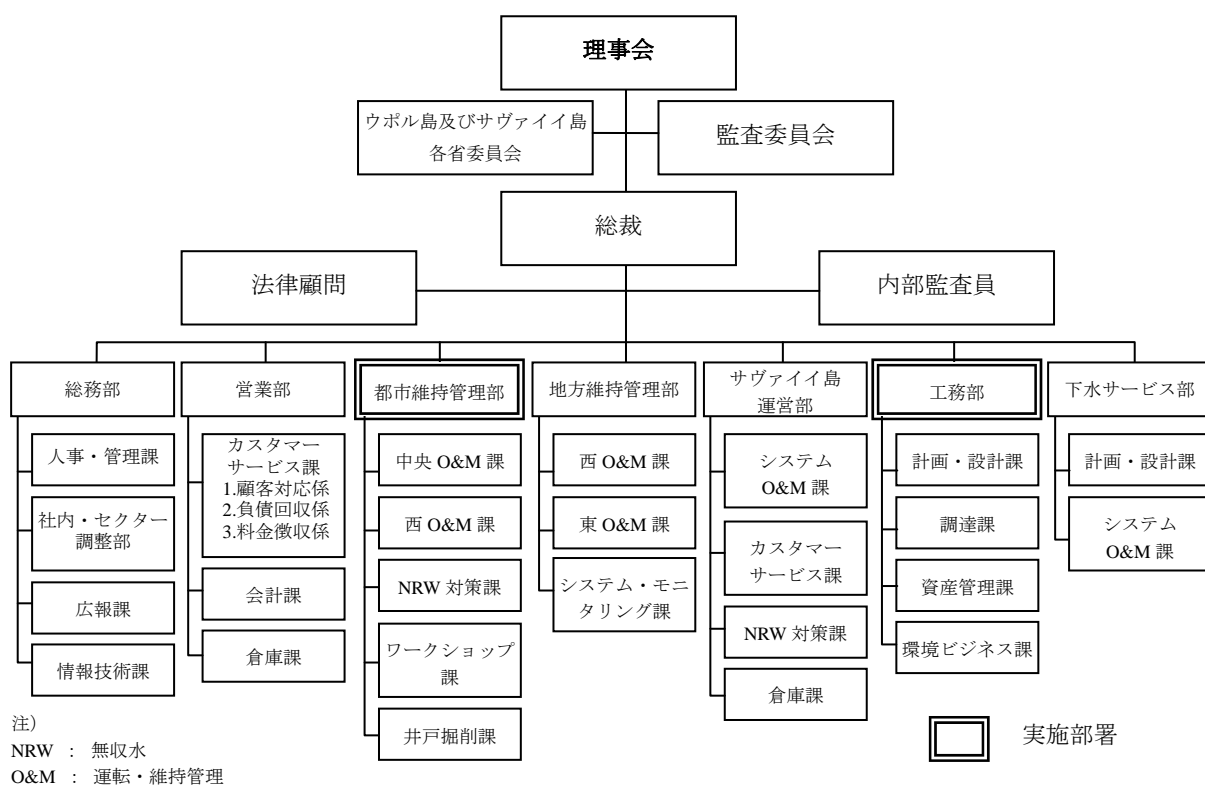 理事会
ウポル島及びサヴァイイ島
各省委員会
監査委員会
総裁
法律顧問
内部監査員
総務部
営業部
都市維持管理部
地方維持管理部
サヴァイイ島
運営部
工務部
下水サービス部
人事・管理課
社内・セクター
調整部
広報課
情報技術課
カスタマー
サービス課
1.顧客対応係
2.負債回収係
3.料金徴収係
会計課
倉庫課
中央 O&M 課
西 O&M 課
NRW 対策課
ワークショップ
課
井戸掘削課
西 O&M 課
東 O&M 課
システム・モニ
タリング課
システム
O&M 課
カスタマー
サービス課
NRW 対策課
倉庫課
計画・設計課
調達課
資産管理課
環境ビジネス課
計画・設計課
システム
O&M 課
注）
NRW ： 無収水
O&M ： 運転・維持管理
実施部署